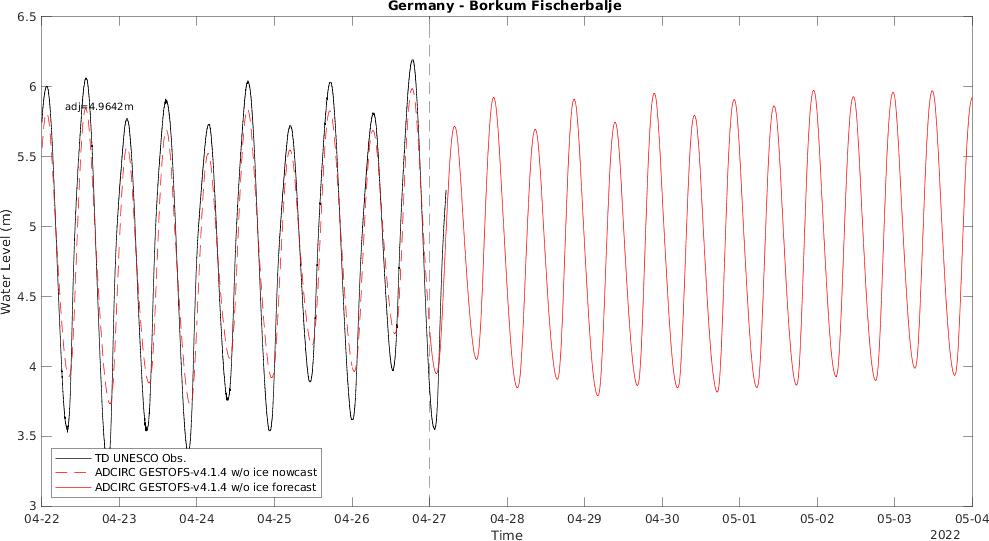 Germany - Borkum Fischerbalje
6.5
6
adj=4.9642m
5.5
5
Water Level (m)
4.5
4
3.5
TD UNESCO Obs.
ADCIRC GESTOFS-v4.1.4 w/o ice nowcast
ADCIRC GESTOFS-v4.1.4 w/o ice forecast
3
04-22 04-23 04-24 04-25 04-26 04-27 04-28 04-29 04-30 05-01 05-02 05-03 05-04
Time
2022